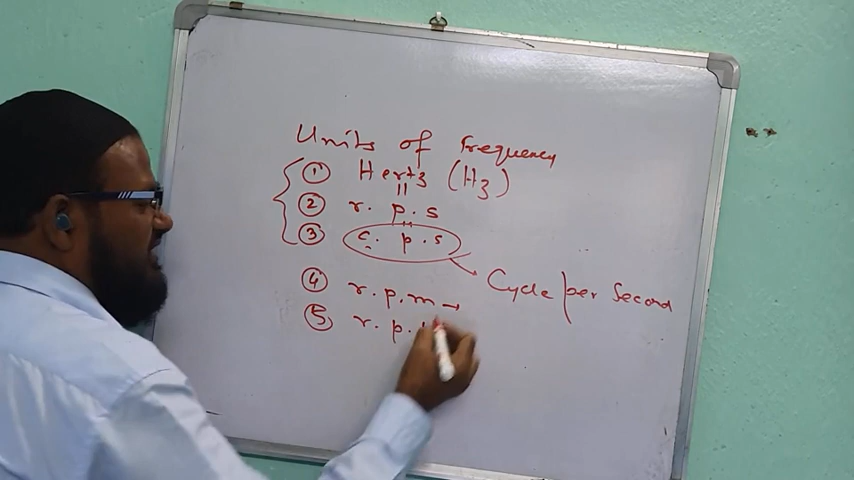 Units of Frequency
① Hertz (Hz)
② r. p. s
③ c. p. s
Cycle per Second
④ r. p. m →
⑤ r. p.